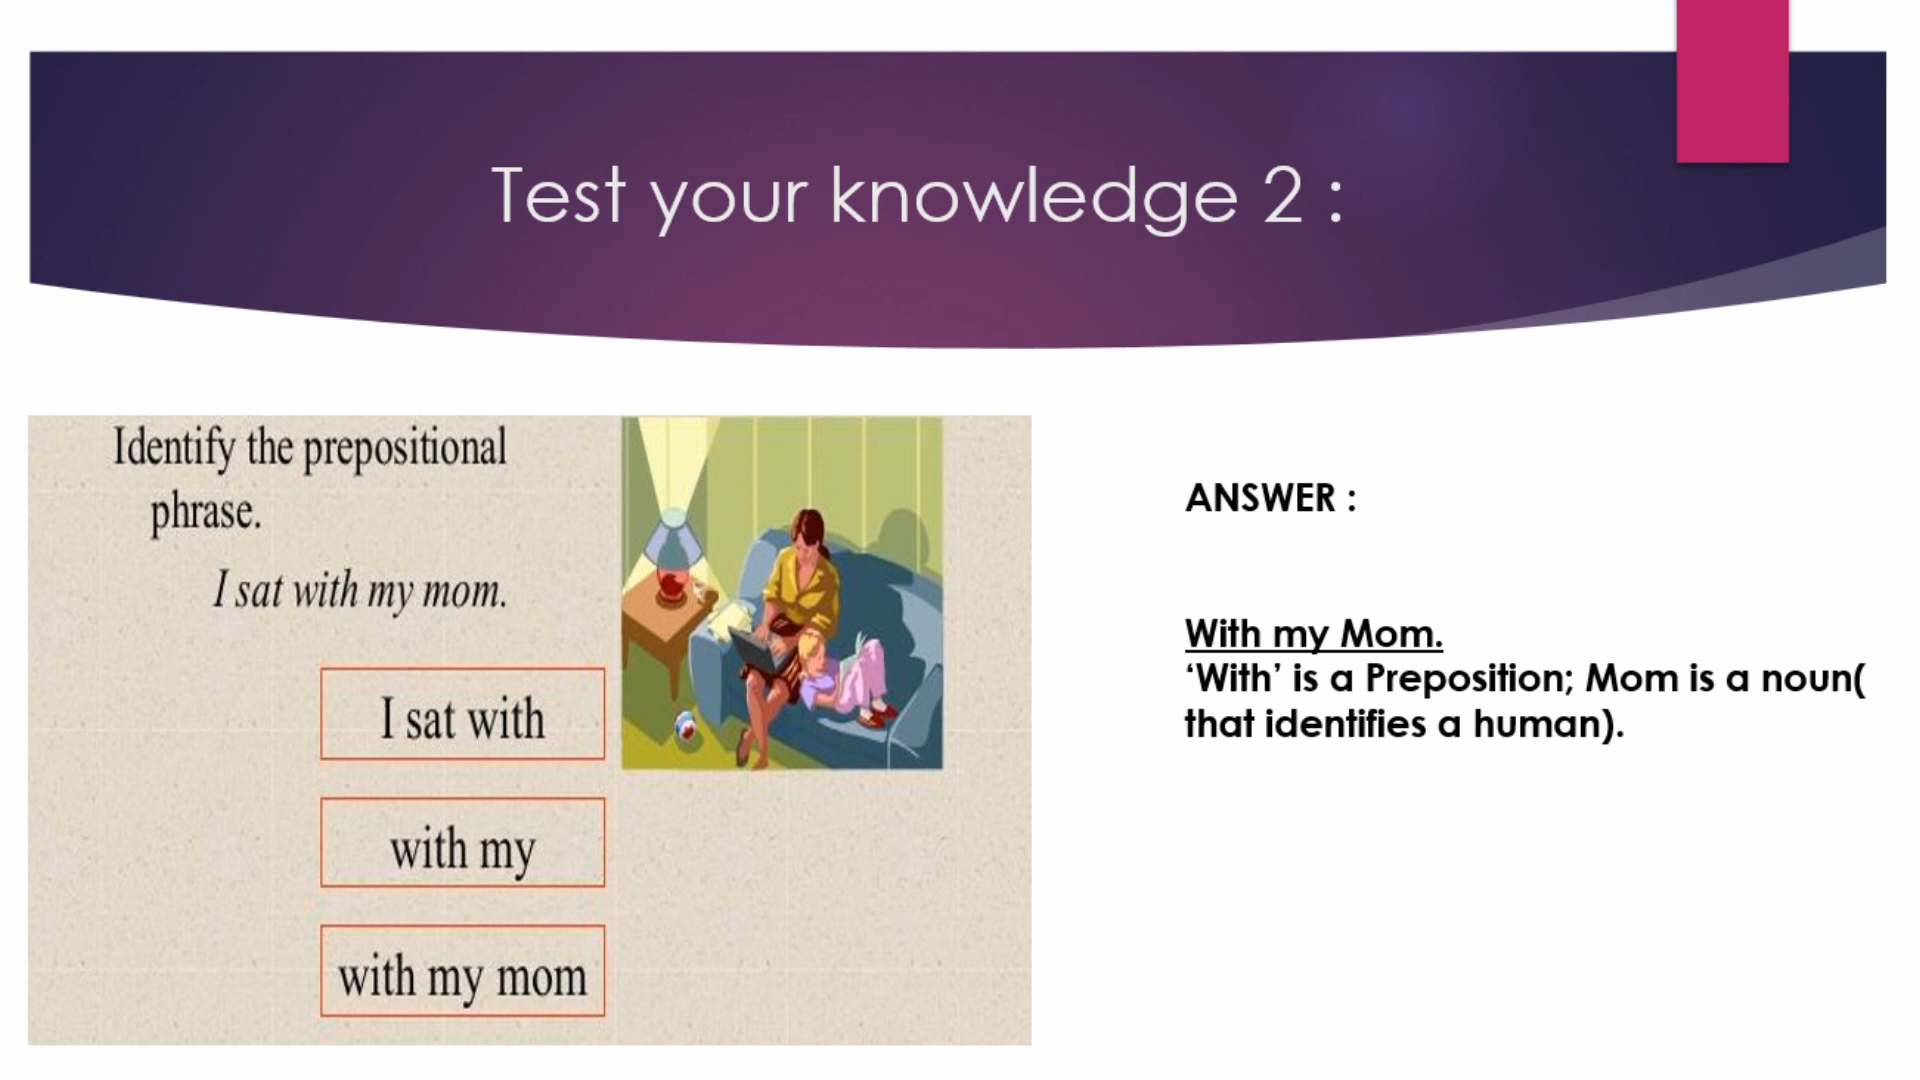 Test your knowledge 2 :
Identify the prepositional
phrase.
I sat with my mom.
I sat with
with my
with my mom
ANSWER :
With my Mom.
‘With’ is a Preposition; Mom is a noun(
that identifies a human).